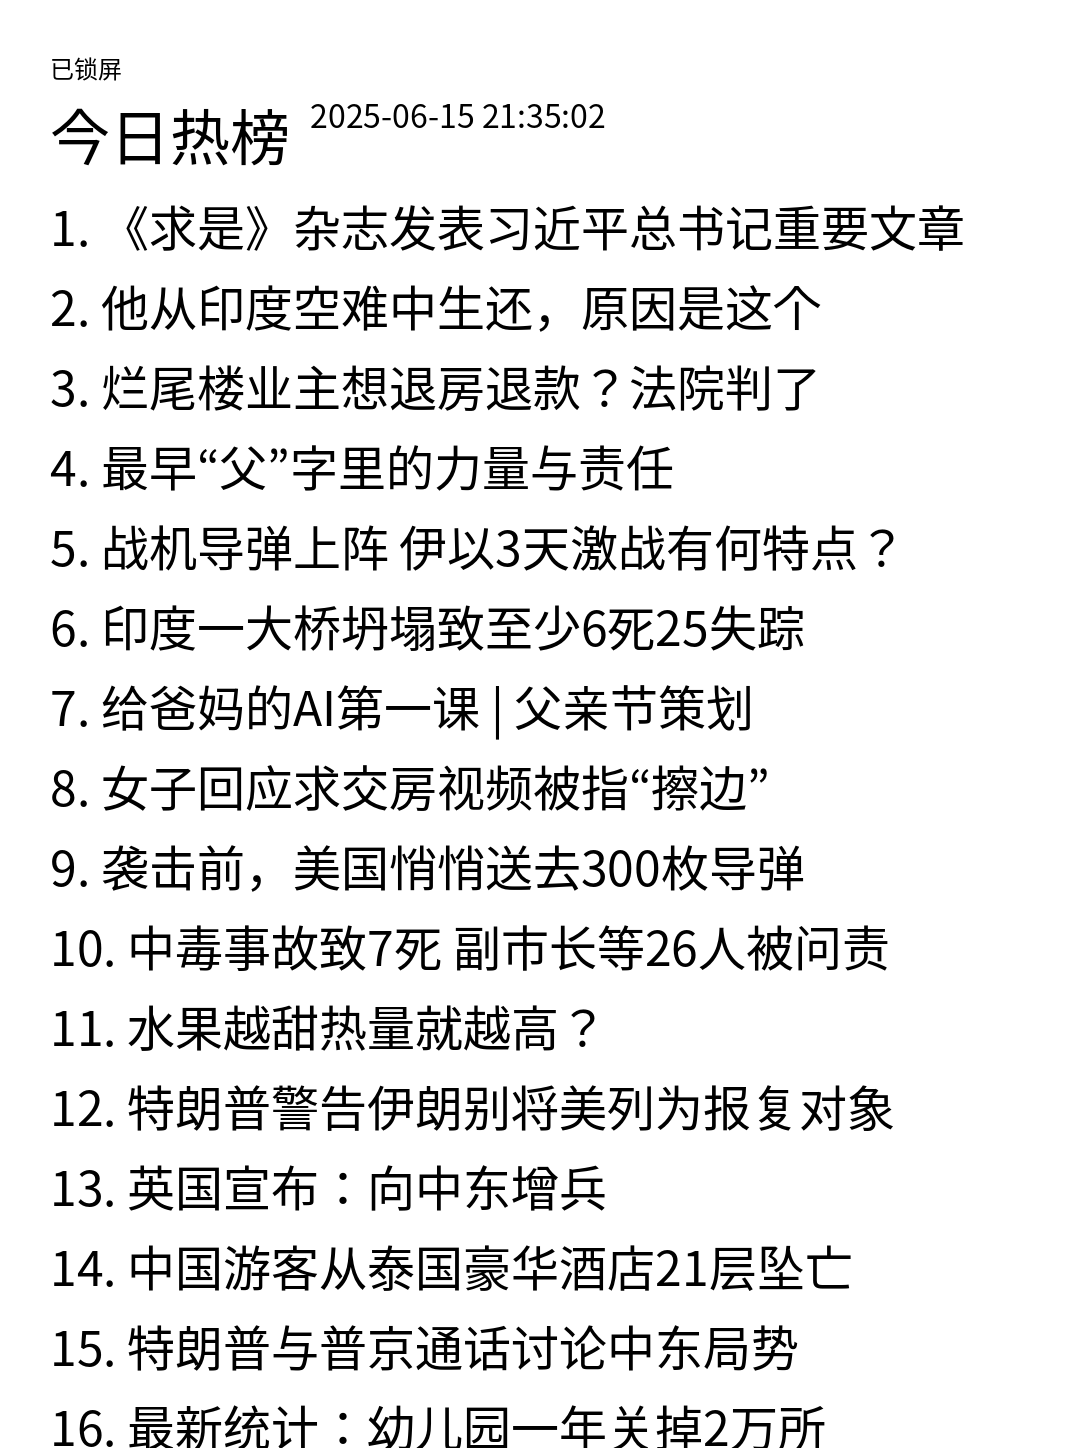 已锁屏
今日热榜 2025-06-15 21:35:02
1. 《求是》杂志发表习近平总书记重要文章
2. 他从印度空难中生还，原因是这个
3. 烂尾楼业主想退房退款？法院判了
4. 最早“父”字里的力量与责任
5. 战机导弹上阵 伊以3天激战有何特点？
6. 印度一大桥坍塌致至少6死25失踪
7. 给爸妈的AI第一课 | 父亲节策划
8. 女子回应求交房视频被指“擦边”
9. 袭击前，美国悄悄送去300枚导弹
10. 中毒事故致7死 副市长等26人被问责
11. 水果越甜热量就越高？
12. 特朗普警告伊朗别将美列为报复对象
13. 英国宣布：向中东增兵
14. 中国游客从泰国豪华酒店21层坠亡
15. 特朗普与普京通话讨论中东局势
16. 最新统计：幼儿园一年关掉2万所